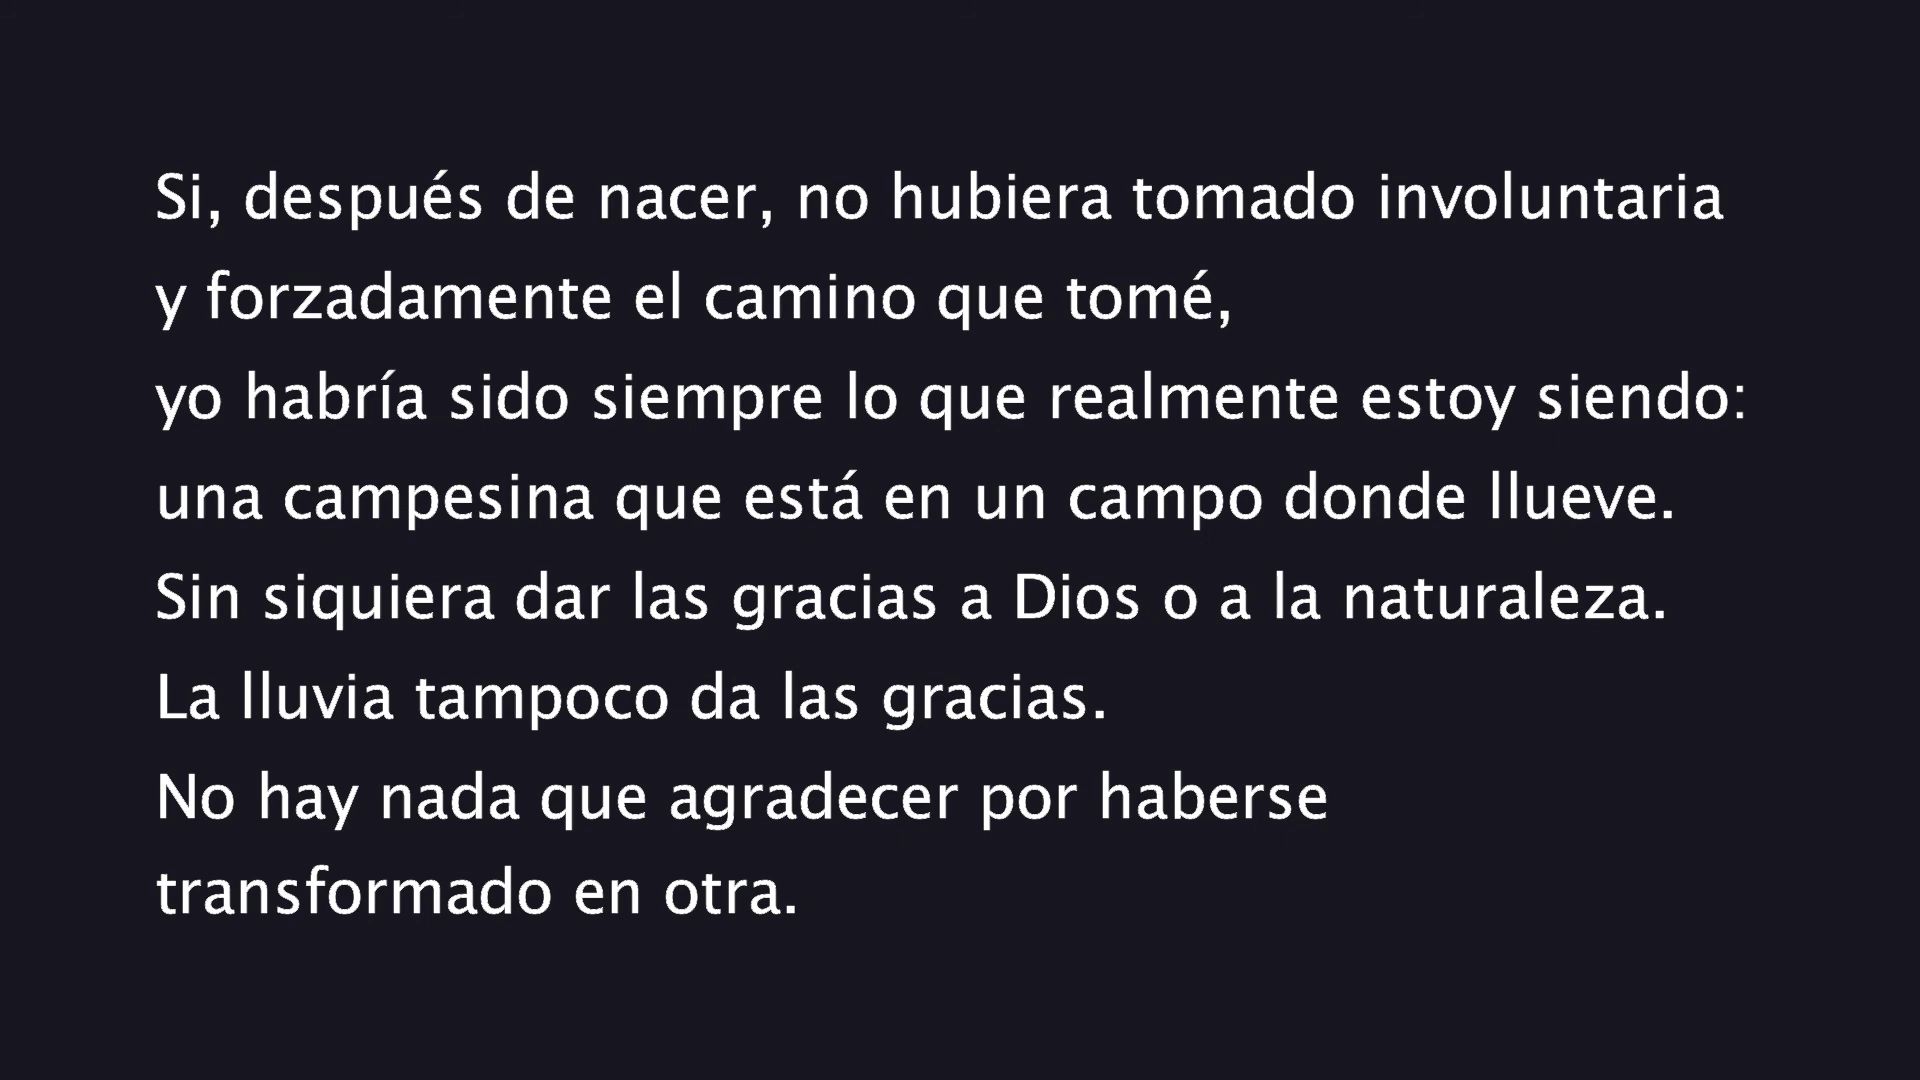 Si, después de nacer, no hubiera tomado involuntaria
y forzadamente el camino que tomé,
yo habría sido siempre lo que realmente estoy siendo:
una campesina que está en un campo donde llueve.
Sin siquiera dar las gracias a Dios o a la naturaleza.
La lluvia tampoco da las gracias.
No hay nada que agradecer por haberse
transformado en otra.